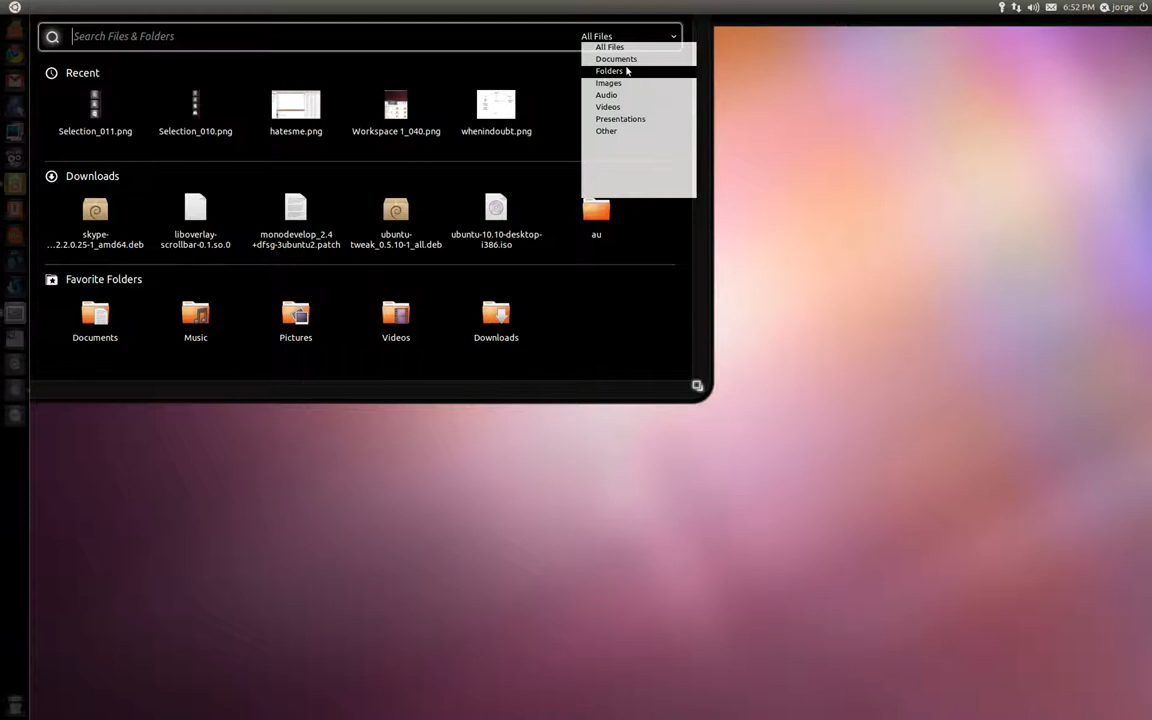 6:52 PM jorge
Search Files & Folders
All Files
All Files
Documents
Folders
Images
Audio
Videos
Presentations
Other
Recent
Selection_011.png
Selection_010.png
hatesme.png
Workspace 1_040.png
whenindoubt.png
Downloads
skype-
...2.2.0.25-1_amd64.deb
liboverlay-
scrollbar-0.1.so.0
monodevelop_2.4
+dfsg-3ubuntu2.patch
ubuntu-
tweak_0.5.10-1_all.deb
ubuntu-10.10-desktop-
i386.iso
au
Favorite Folders
Documents
Music
Pictures
Videos
Downloads